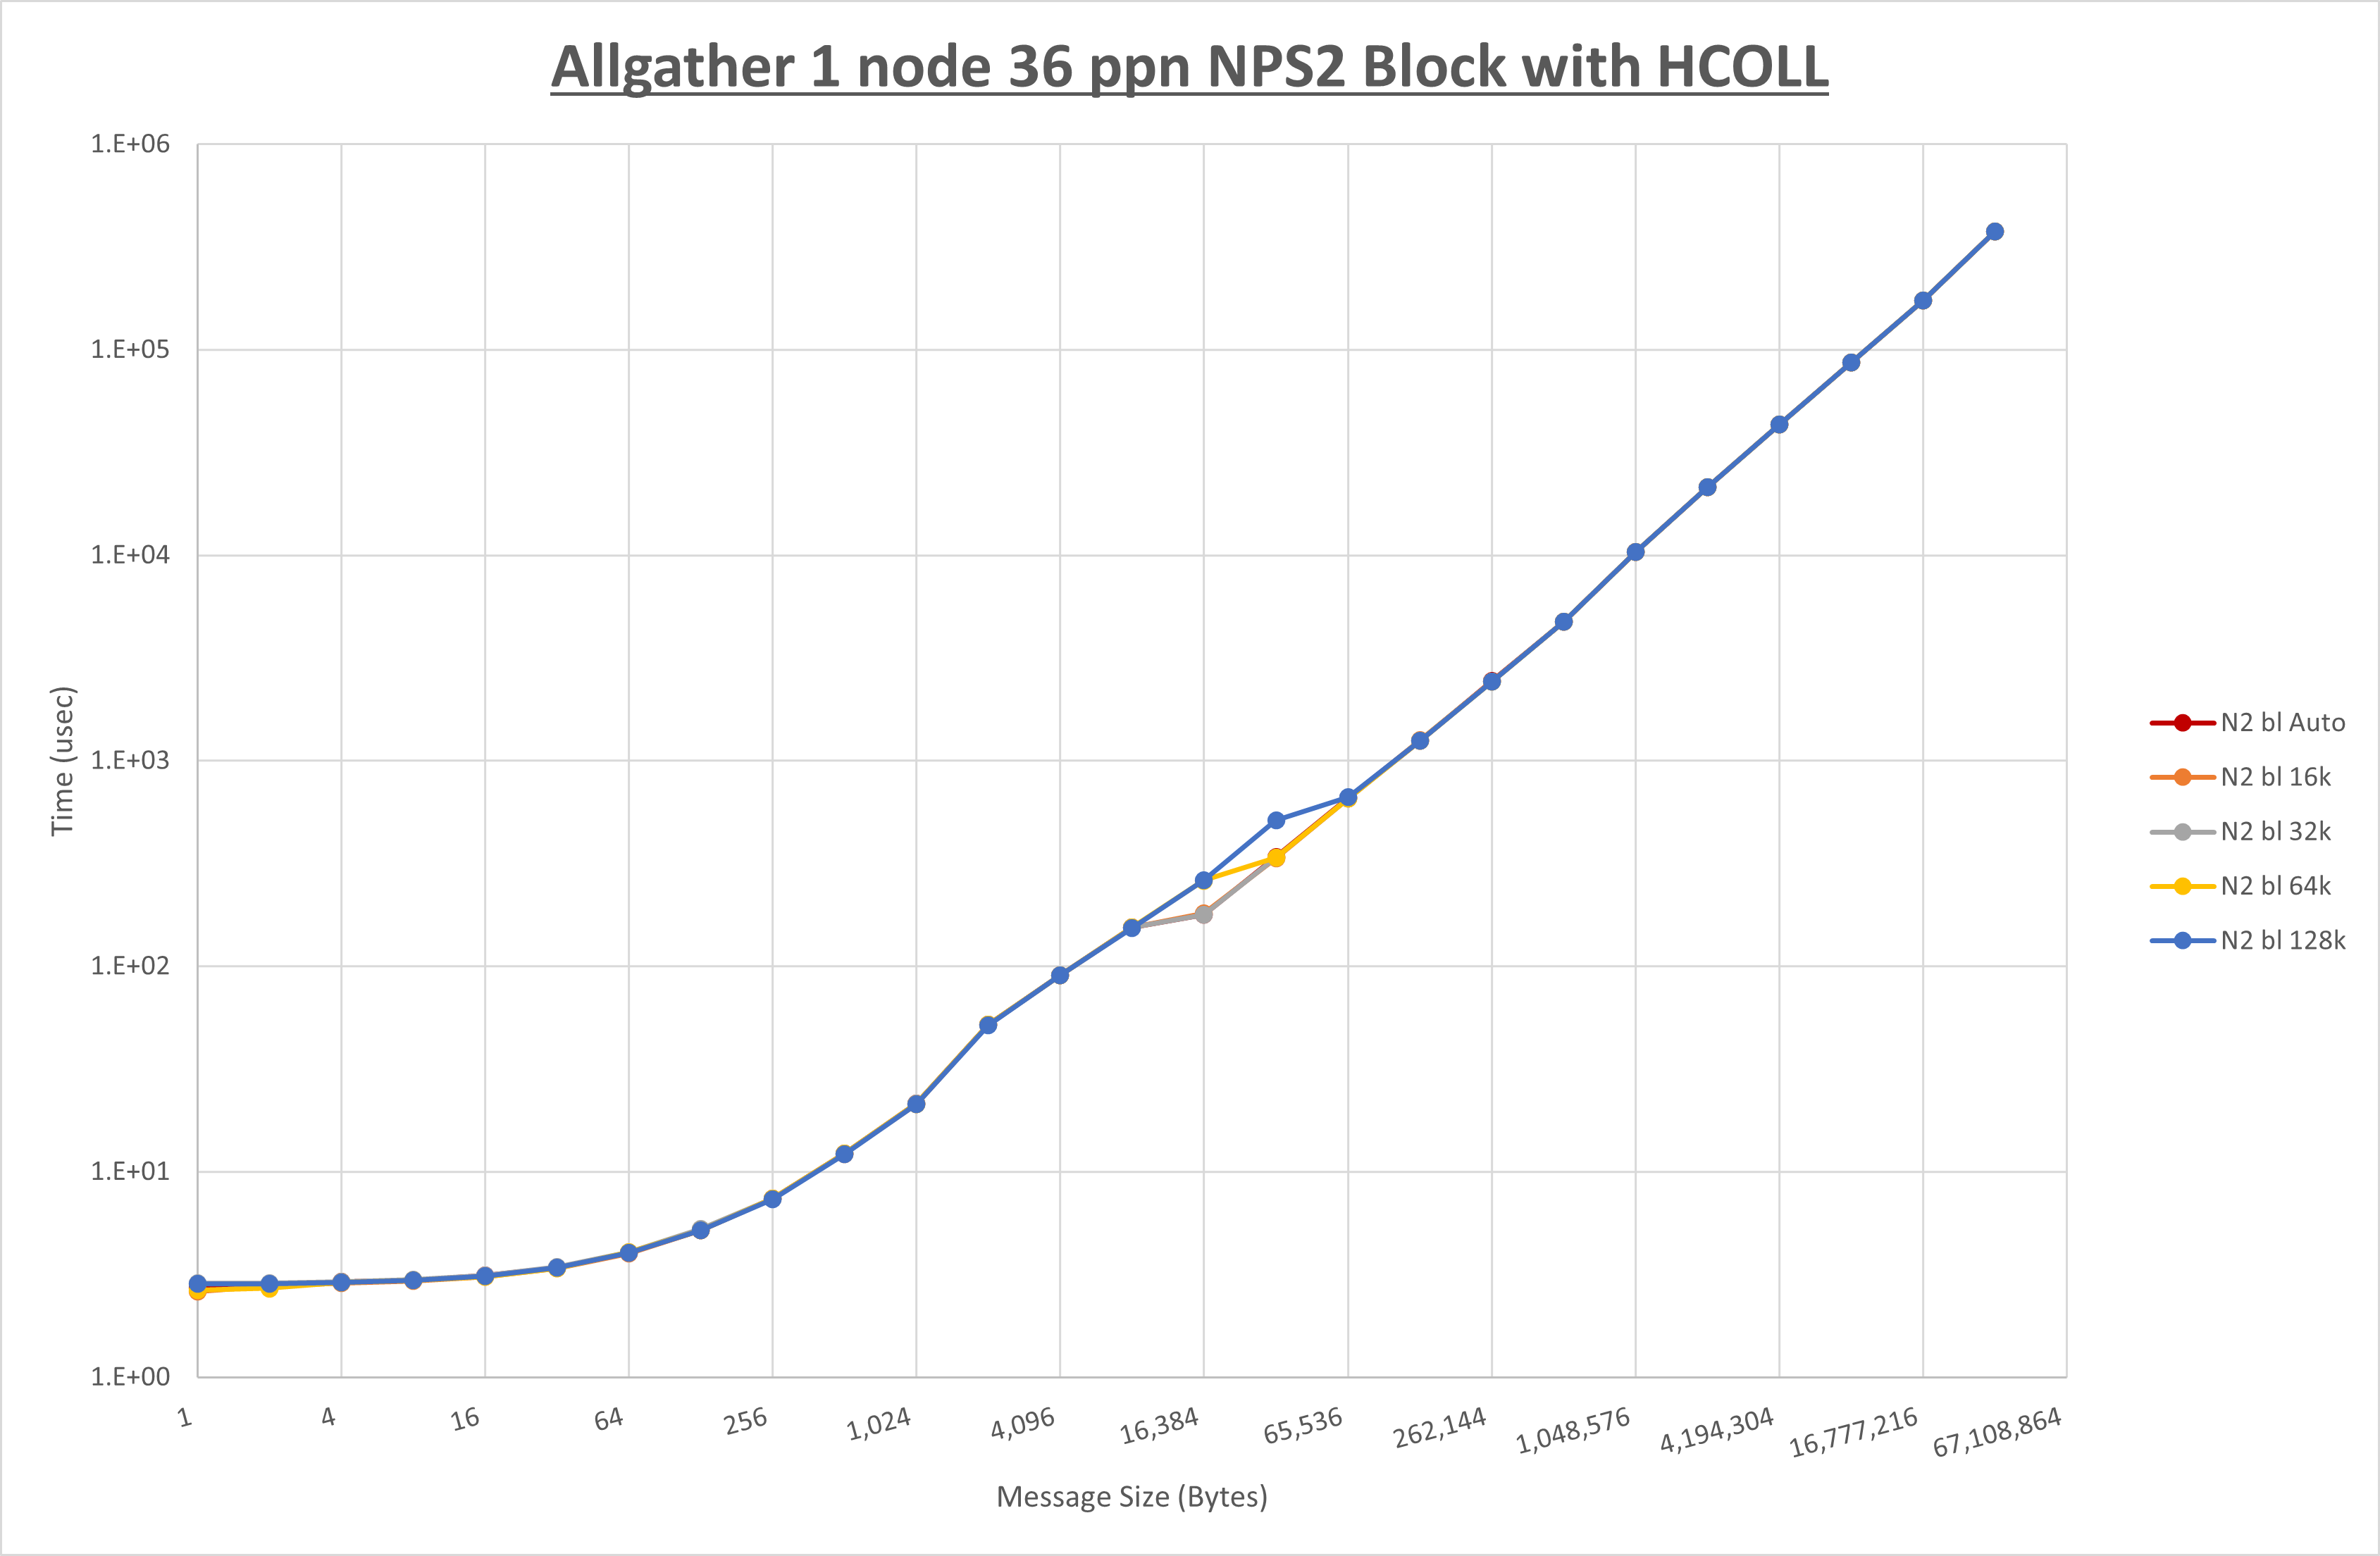 Allgather 1 node 36 ppn NPS2 Block with HCOLL
1.E+06
1.E+05
1.E+04
1.E+03
1.E+02
1.E+01
1.E+00
Time (usec)
1 4 16 64 256 1,024 4,096 16,384 65,536 262,144 1,048,576 4,194,304 16,777,216 67,108,864
Message Size (Bytes)
N2 bl Auto
N2 bl 16k
N2 bl 32k
N2 bl 64k
N2 bl 128k